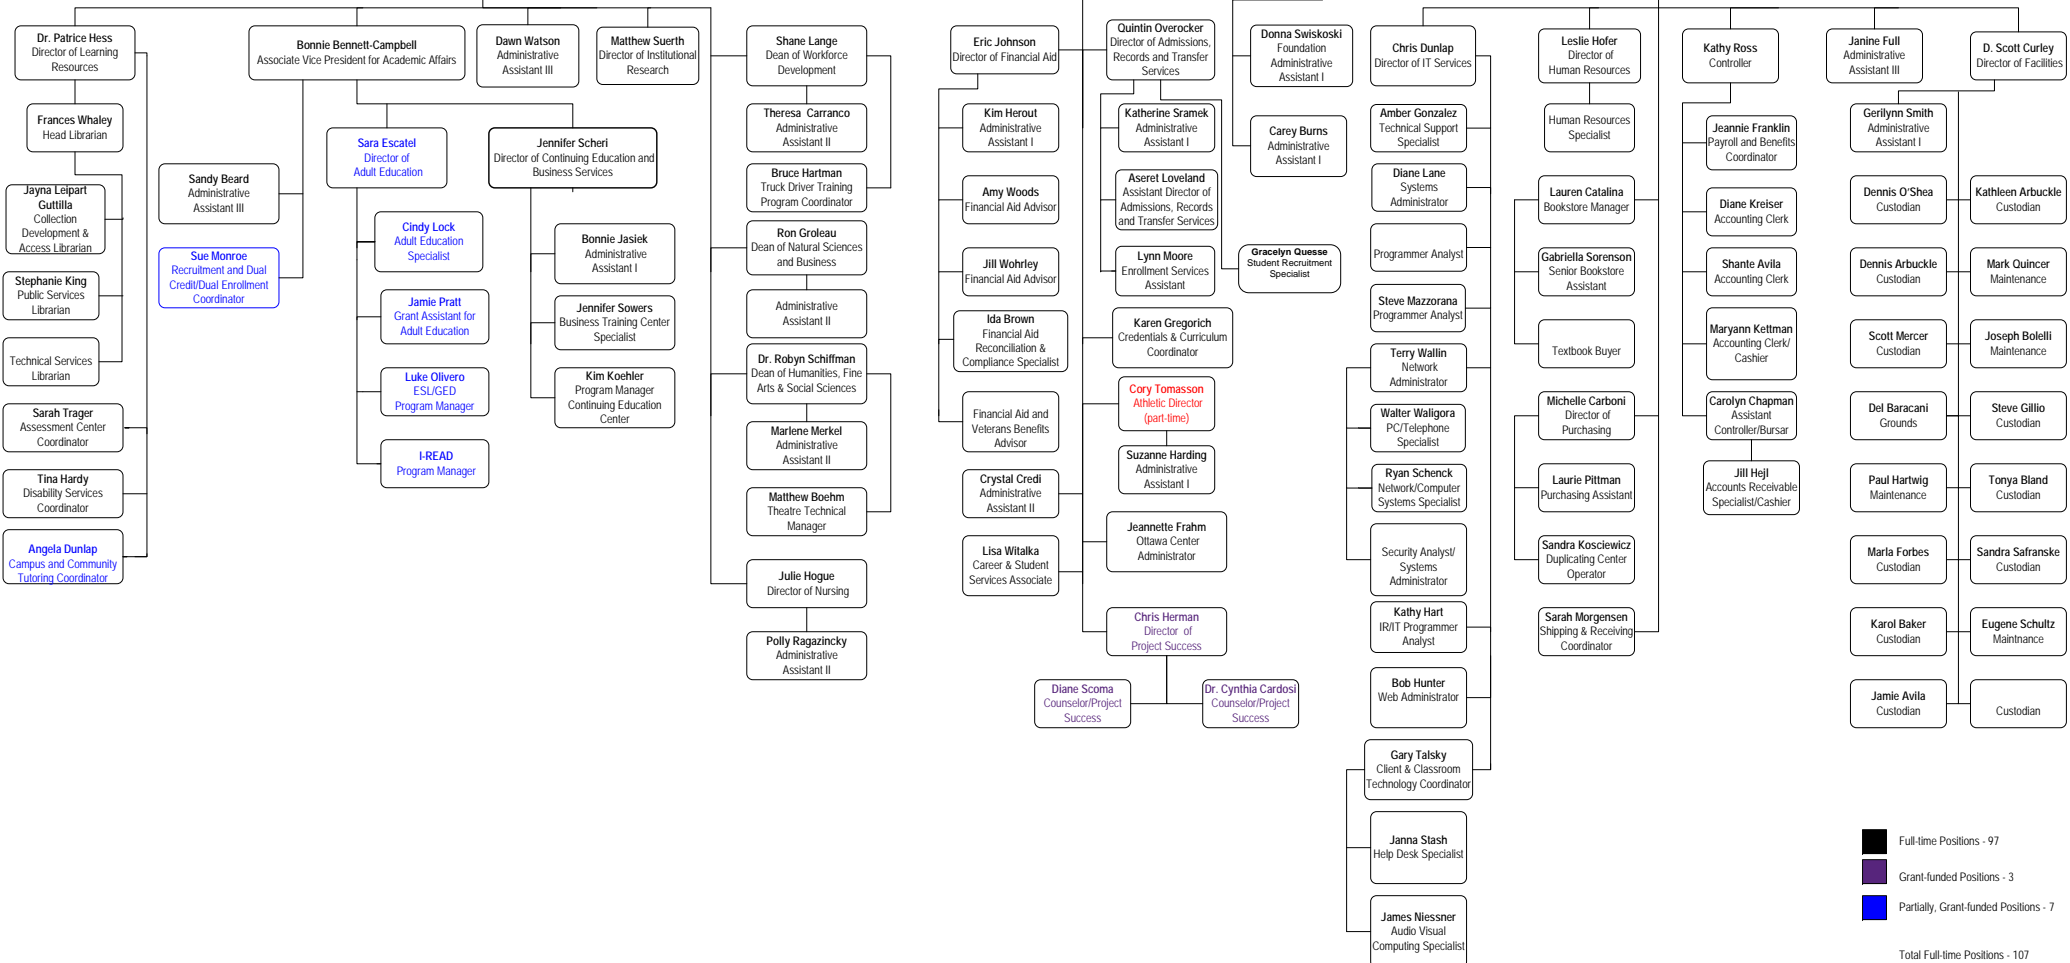 Dr. Patrice Hess
Director of Learning
Resources
Frances Whaley
Head Librarian
Jayna Leipart
Guttilla
Collection
Development &
Access Librarian
Stephanie King
Public Services
Librarian
Technical Services
Librarian
Sarah Trager
Assessment Center
Coordinator
Tina Hardy
Disability Services
Coordinator
Angela Dunlap
Campus and Community
Tutoring Coordinator
Bonnie Bennett-Campbell
Associate Vice President for Academic Affairs
Sandy Beard
Administrative
Assistant III
Sue Monroe
Recruitment and Dual
Credit/Dual Enrollment
Coordinator
Sara Escatel
Director of
Adult Education
Cindy Lock
Adult Education
Specialist
Jamie Pratt
Grant Assistant for
Adult Education
Luke Olivero
ESL/GED
Program Manager
I-READ
Program Manager
Jennifer Scheri
Director of Continuing Education and
Business Services
Bonnie Jasiek
Administrative
Assistant I
Jennifer Sowers
Business Training Center
Specialist
Kim Koehler
Program Manager
Continuing Education
Center
Dawn Watson
Administrative
Assistant III
Matthew Suerth
Director of Institutional
Research
Shane Lange
Dean of Workforce
Development
Theresa Carranco
Administrative
Assistant II
Bruce Hartman
Truck Driver Training
Program Coordinator
Ron Groleau
Dean of Natural Sciences
and Business
Administrative
Assistant II
Dr. Robyn Schiffman
Dean of Humanities, Fine
Arts & Social Sciences
Marlene Merkel
Administrative
Assistant II
Matthew Boehm
Theatre Technical
Manager
Julie Hogue
Director of Nursing
Polly Ragazincky
Administrative
Assistant II
Eric Johnson
Director of Financial Aid
Kim Herout
Administrative
Assistant I
Amy Woods
Financial Aid Advisor
Jill Wohrley
Financial Aid Advisor
Ida Brown
Financial Aid
Reconciliation &
Compliance Specialist
Financial Aid and
Veterans Benefits
Advisor
Crystal Credi
Administrative
Assistant II
Lisa Witalka
Career & Student
Services Associate
Quintin Overocker
Director of Admissions,
Records and Transfer
Services
Katherine Sramek
Administrative
Assistant I
Aseret Loveland
Assistant Director of
Admissions, Records
and Transfer Services
Lynn Moore
Enrollment Services
Assistant
Gracelyn Quesse
Student Recruitment
Specialist
Karen Gregorich
Credentials & Curriculum
Coordinator
Cory Tomasson
Athletic Director
(part-time)
Suzanne Harding
Administrative
Assistant I
Jeannette Frahm
Ottawa Center
Administrator
Chris Herman
Director of
Project Success
Diane Scoma
Counselor/Project
Success
Dr. Cynthia Cardosi
Counselor/Project
Success
Donna Swiskoski
Foundation
Administrative
Assistant I
Carey Burns
Administrative
Assistant I
Chris Dunlap
Director of IT Services
Amber Gonzalez
Technical Support
Specialist
Diane Lane
Systems
Administrator
Programmer Analyst
Steve Mazzorana
Programmer Analyst
Terry Wallin
Network
Administrator
Walter Waligora
PC/Telephone
Specialist
Ryan Schenck
Network/Computer
Systems Specialist
Security Analyst/
Systems
Administrator
Kathy Hart
IR/IT Programmer
Analyst
Bob Hunter
Web Administrator
Gary Talsky
Client & Classroom
Technology Coordinator
Janna Stash
Help Desk Specialist
James Niessner
Audio Visual
Computing Specialist
Leslie Hofer
Director of
Human Resources
Human Resources
Specialist
Lauren Catalina
Bookstore Manager
Gabriella Sorenson
Senior Bookstore
Assistant
Textbook Buyer
Michelle Carboni
Director of
Purchasing
Laurie Pittman
Purchasing Assistant
Sandra Kosciewicz
Duplicating Center
Operator
Sarah Morgensen
Shipping & Receiving
Coordinator
Kathy Ross
Controller
Jeannie Franklin
Payroll and Benefits
Coordinator
Diane Kreiser
Accounting Clerk
Shante Avila
Accounting Clerk
Maryann Kettman
Accounting Clerk/
Cashier
Carolyn Chapman
Assistant
Controller/Bursar
Jill Hejl
Accounts Receivable
Specialist/Cashier
Janine Full
Administrative
Assistant III
D. Scott Curley
Director of Facilities
Gerilynn Smith
Administrative
Assistant I
Dennis O'Shea
Custodian
Kathleen Arbuckle
Custodian
Dennis Arbuckle
Custodian
Mark Quincer
Maintenance
Scott Mercer
Custodian
Joseph Bolelli
Maintenance
Del Baracani
Grounds
Steve Gillio
Custodian
Paul Hartwig
Maintenance
Tonya Bland
Custodian
Marla Forbes
Custodian
Sandra Safranske
Custodian
Karol Baker
Custodian
Eugene Schultz
Maintnance
Jamie Avila
Custodian
Custodian
Full-time Positions - 97
Grant-funded Positions - 3
Partially, Grant-funded Positions - 7
Total Full-time Positions - 107